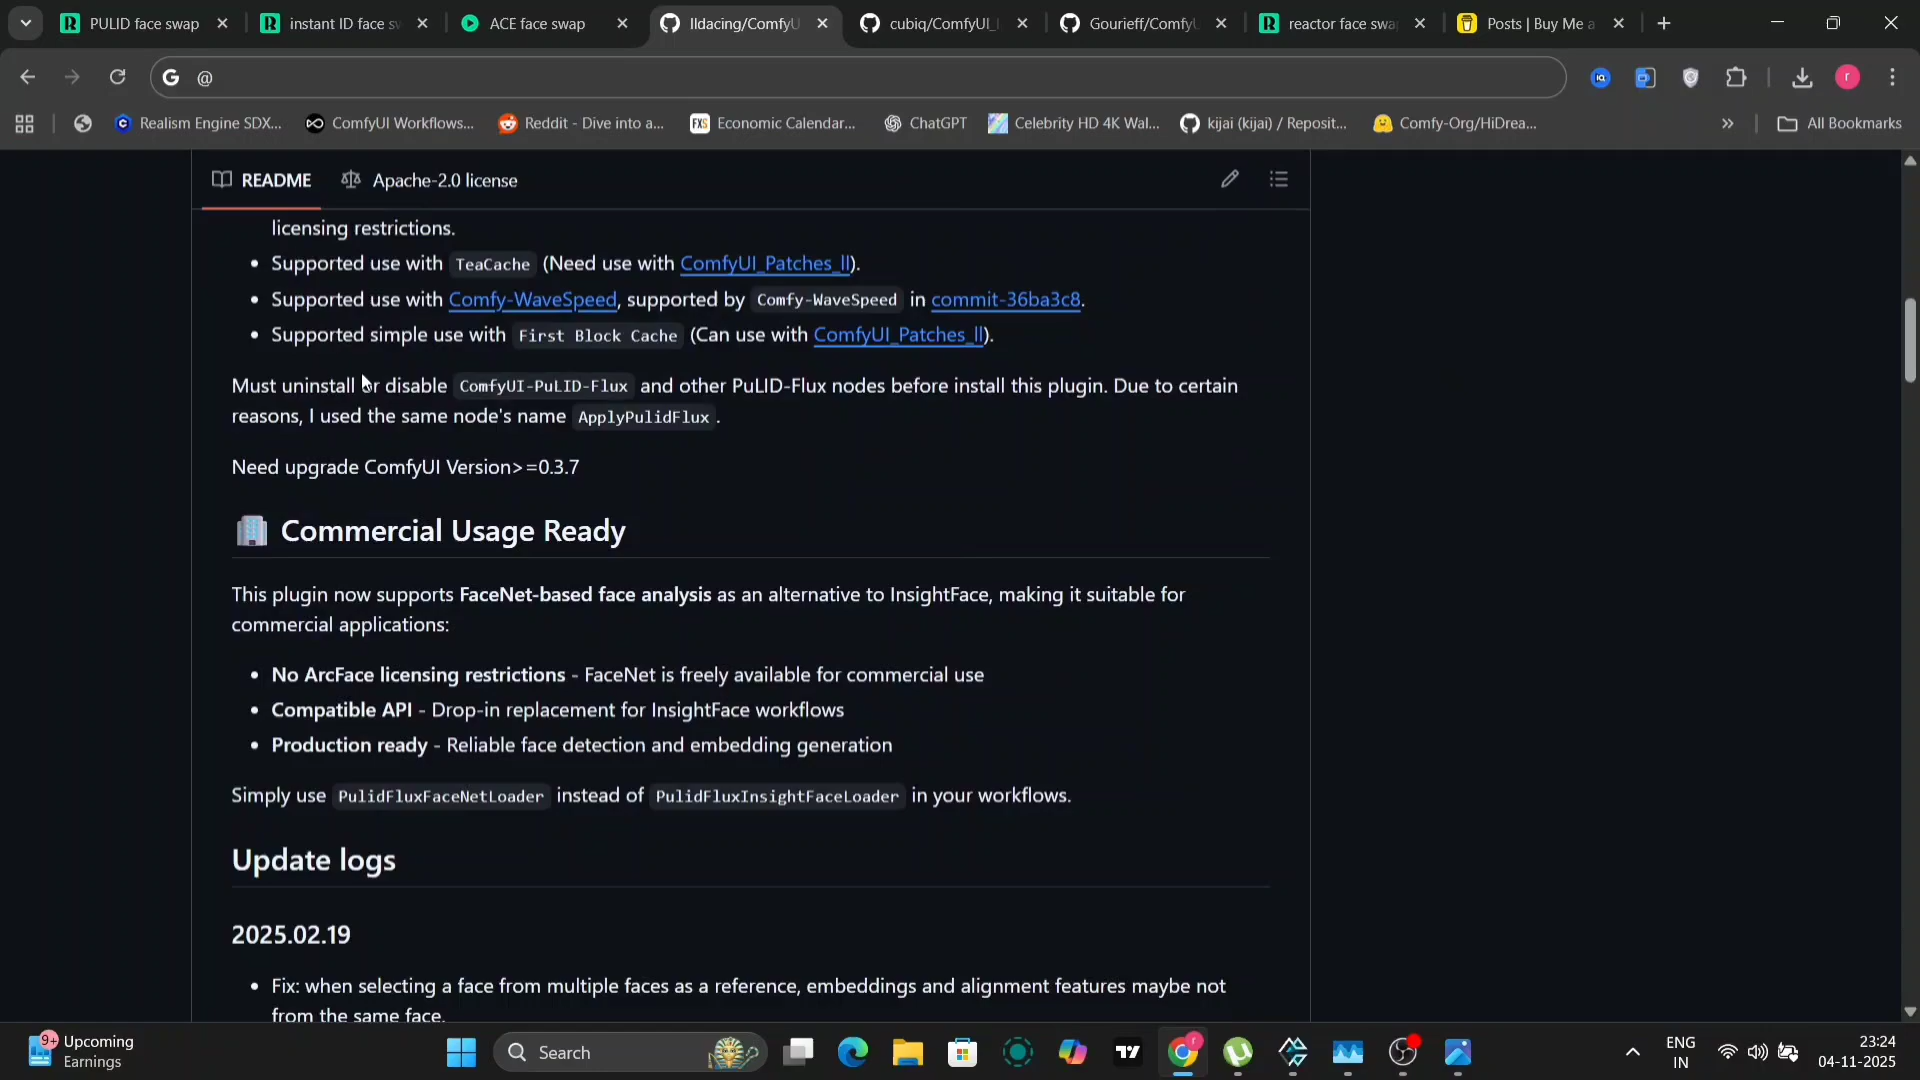 PULID face swap
instant ID face s
ACE face swap
lldacing/ComfyU
cubiq/ComfyUI_
Gourieff/ComfyU
reactor face swa
Posts | Buy Me a
G @
Realism Engine SDX...
ComfyUI Workflows...
Reddit - Dive into a...
FXS Economic Calendar...
ChatGPT
Celebrity HD 4K Wal...
kijai (kijai) / Reposit...
Comfy-Org/HiDrea...
All Bookmarks
README
Apache-2.0 license
licensing restrictions.
• Supported use with TeaCache (Need use with ComfyUI_Patches_ll).
• Supported use with Comfy-WaveSpeed, supported by Comfy-WaveSpeed in commit-36ba3c8.
• Supported simple use with First Block Cache (Can use with ComfyUI_Patches_ll).
Must uninstall or disable ComfyUI-PuLID-Flux and other PuLID-Flux nodes before install this plugin. Due to certain
reasons, I used the same node's name ApplyPulidFlux .
Need upgrade ComfyUI Version>=0.3.7
Commercial Usage Ready
This plugin now supports FaceNet-based face analysis as an alternative to InsightFace, making it suitable for
commercial applications:
• No ArcFace licensing restrictions - FaceNet is freely available for commercial use
• Compatible API - Drop-in replacement for InsightFace workflows
• Production ready - Reliable face detection and embedding generation
Simply use PulidFluxFaceNetLoader instead of PulidFluxInsightFaceLoader in your workflows.
Update logs
2025.02.19
• Fix: when selecting a face from multiple faces as a reference, embeddings and alignment features maybe not
from the same face.
9+
Upcoming
Earnings
Search
ENG
IN
23:24
04-11-2025